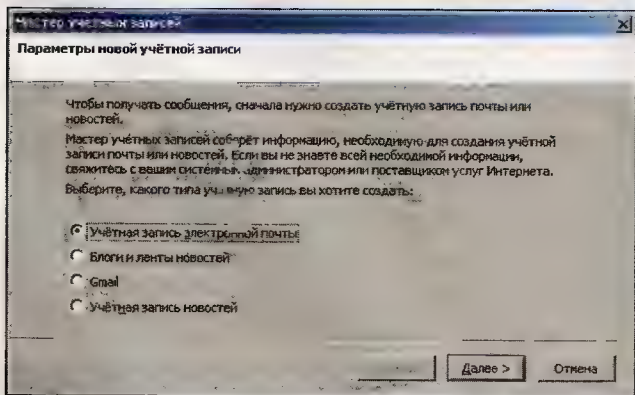 Мастер учётных записей
Параметры новой учётной записи
Чтобы получать сообщения, сначала нужно создать учётную запись почты или
новостей.
Мастер учётных записей соберёт информацию, необходимую для создания учётной
записи почты или новостей. Если вы не знаете всей необходимой информации,
свяжитесь с вашим системным администратором или поставщиком услуг Интернета.
Выберите, какого типа учётную запись вы хотите создать:
Учётная запись электронной почты
Блоги и ленты новостей
Gmail
Учётная запись новостей
Далее >
Отмена